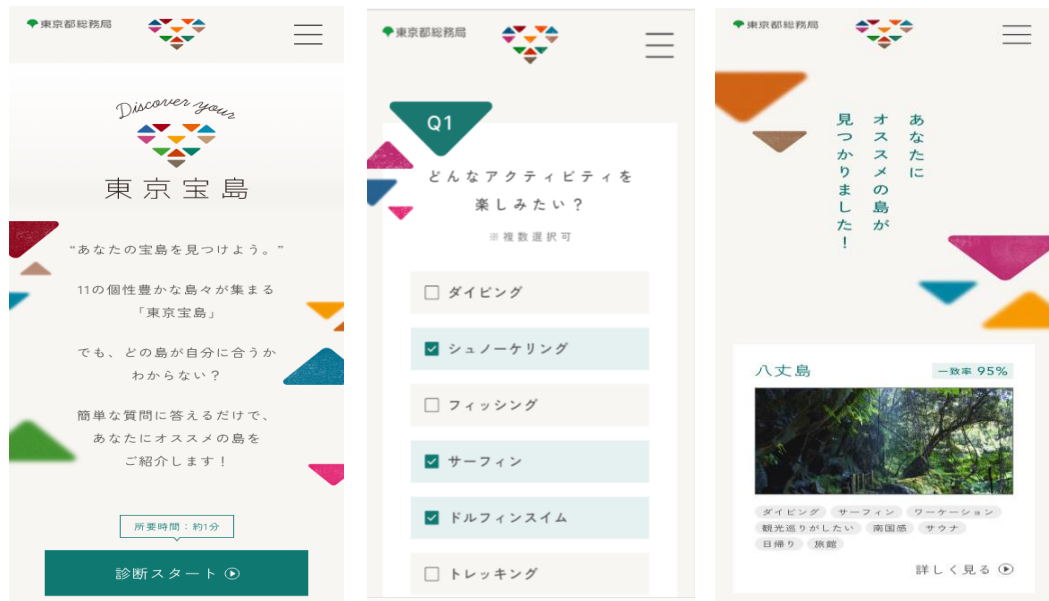 東京都総務局
Discover your
東京宝島
“あなたの宝島を見つけよう。”
11の個性豊かな島々が集まる
「東京宝島」
でも、どの島が自分に合うか
わからない？
簡単な質問に答えるだけで、
あなたにオススメの島を
ご紹介します！
所要時間：約1分
診断スタート
東京都総務局
Q1
どんなアクティビティを
楽しみたい？
※複数選択可
ダイビング
シュノーケリング
フィッシング
サーフィン
ドルフィンスイム
トレッキング
東京都総務局
あなたに
オススメの島が
見つかりました！
八丈島
一致率 95%
ダイビング サーフィン ワーケーション
観光巡りがしたい 南国感 サウナ
日帰り 旅館
詳しく見る